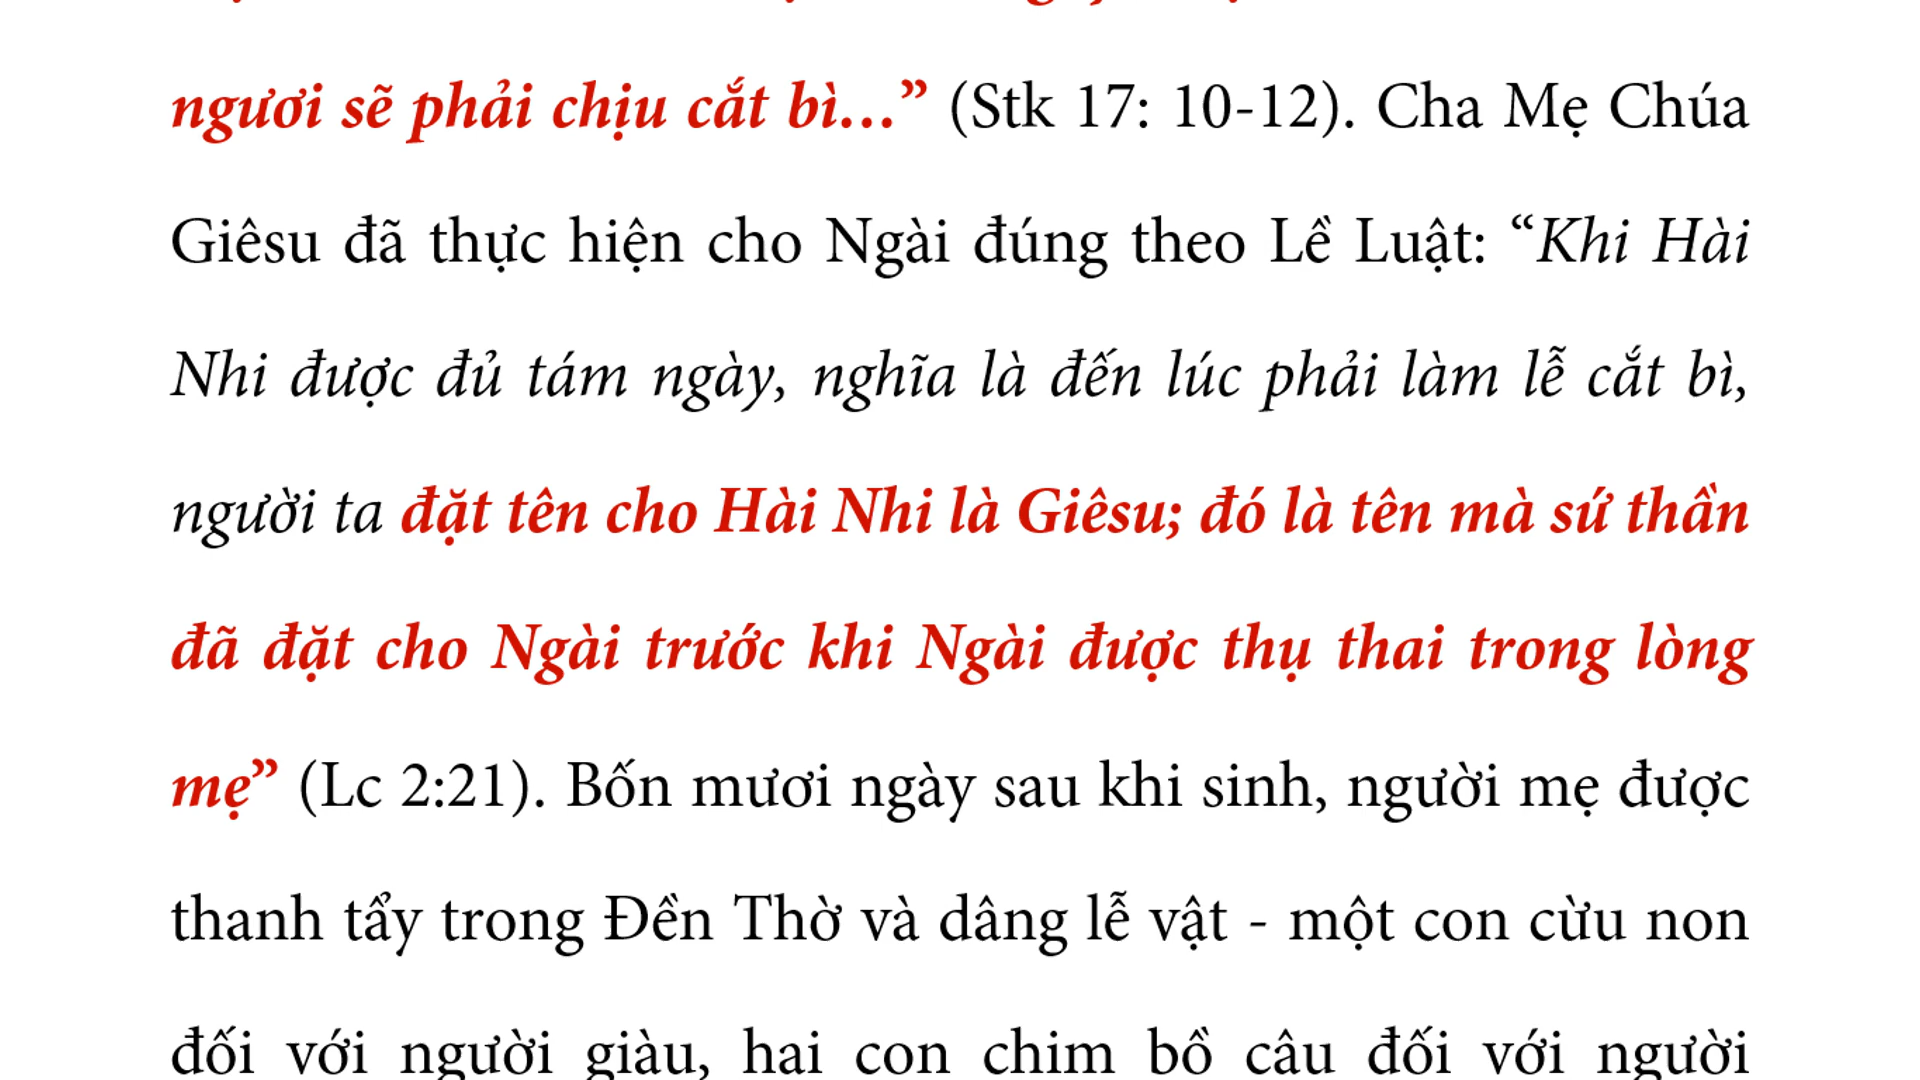 ngươi sẽ phải chịu cắt bì…” (Stk 17: 10-12). Cha Mẹ Chúa
Giêsu đã thực hiện cho Ngài đúng theo Lề Luật: “Khi Hài
Nhi được đủ tám ngày, nghĩa là đến lúc phải làm lễ cắt bì,
người ta đặt tên cho Hài Nhi là Giêsu; đó là tên mà sứ thần
đã đặt cho Ngài trước khi Ngài được thụ thai trong lòng
mẹ” (Lc 2:21). Bốn mươi ngày sau khi sinh, người mẹ được
thanh tẩy trong Đền Thờ và dâng lễ vật - một con cừu non
đối với người giàu, hai con chim bồ câu đối với người